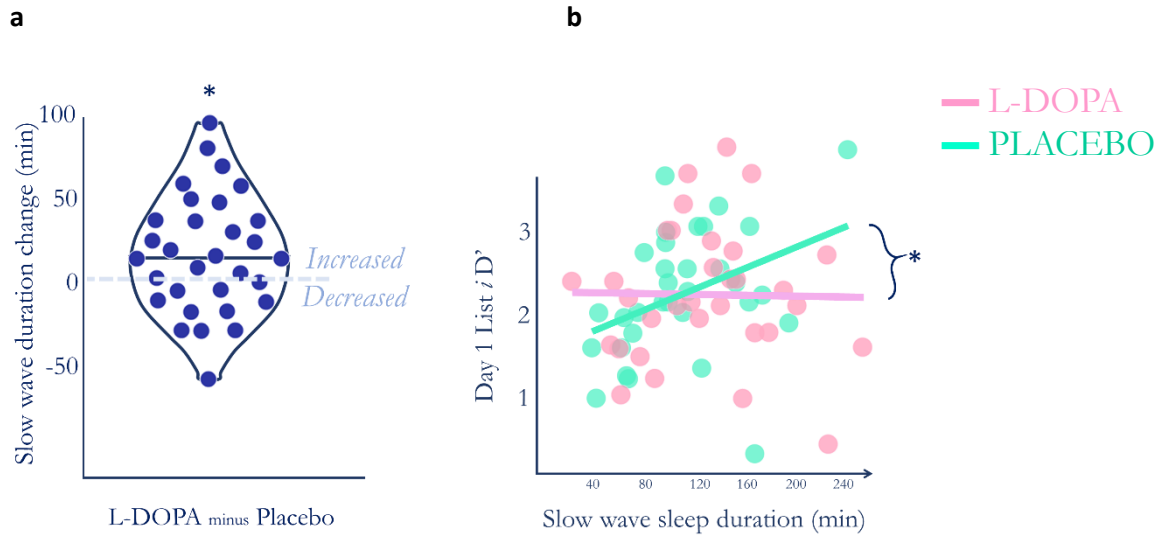 a
b
*
L-DOPA
PLACEBO
100
50
0
-50
Slow wave duration change (min)
Increased
Decreased
L-DOPA minus Placebo
3
2
1
Day 1 List i D’
*
40 80 120 160 200 240
Slow wave sleep duration (min)